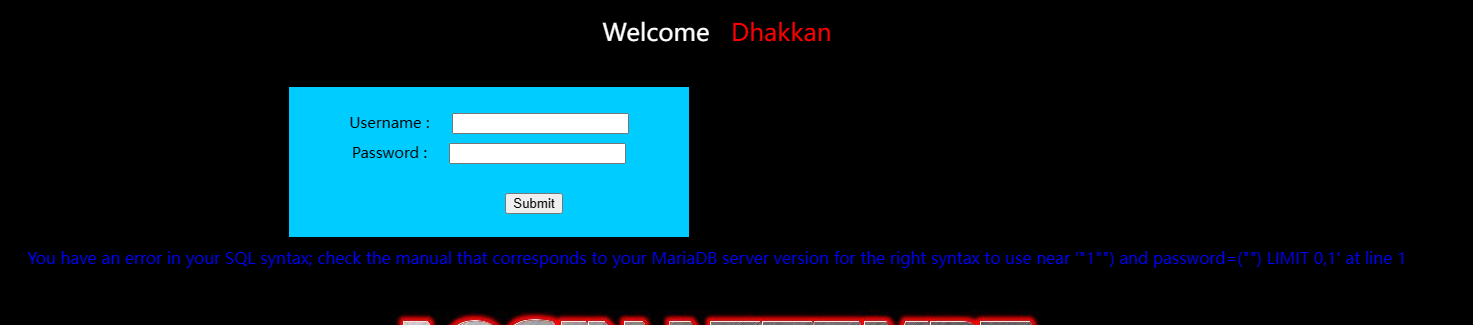 Welcome Dhakkan
Username :
Password :
Submit
You have an error in your SQL syntax; check the manual that corresponds to your MariaDB server version for the right syntax to use near '"1"") and password=("") LIMIT 0,1' at line 1